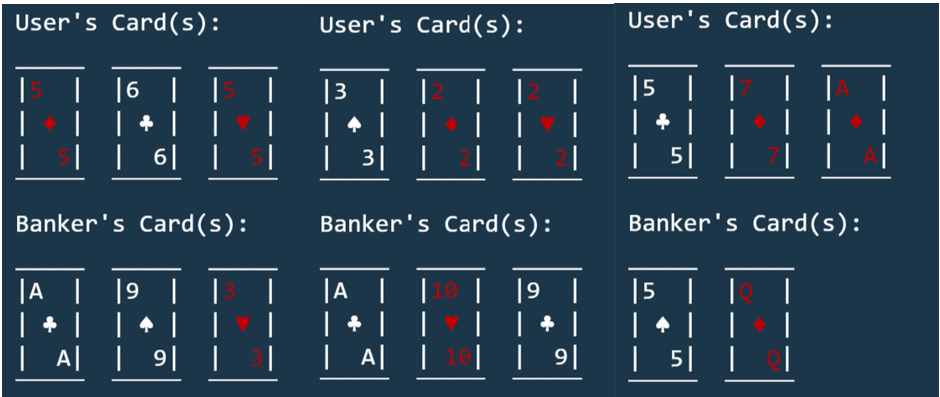 User's Card(s):
5 6 5
♦ ♣ ♥
5 6 5
Banker's Card(s):
A 9 3
♣ ♠ ♥
A 9 3
User's Card(s):
3 2 2
♠ ♦ ♥
3 2 2
Banker's Card(s):
A 10 9
♣ ♥ ♣
A 10 9
User's Card(s):
5 7 A
♣ ♦ ♦
5 7 A
Banker's Card(s):
5 Q
♠ ♦
5 Q